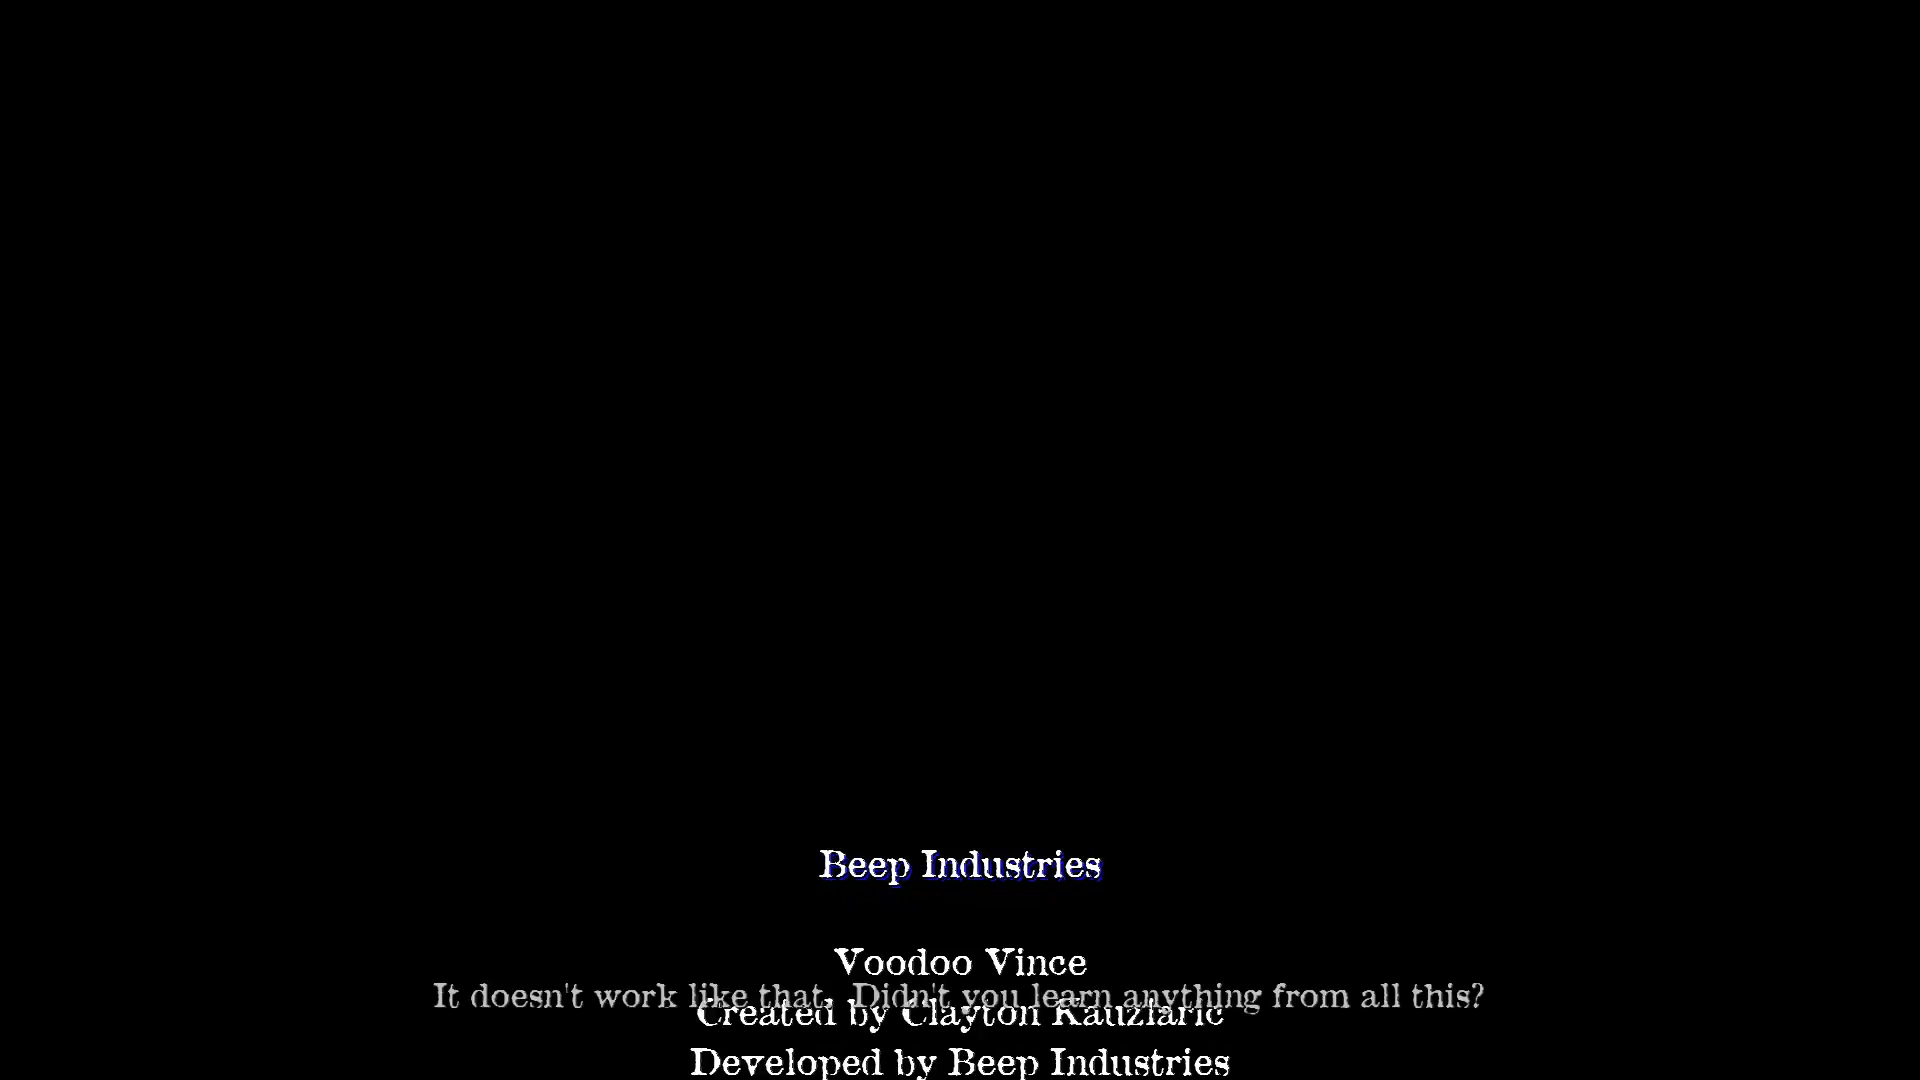 Beep Industries
Voodoo Vince
It doesn't work like that.  Didn't you learn anything from all this?
Created by Clayton Kauzlaric
Developed by Beep Industries